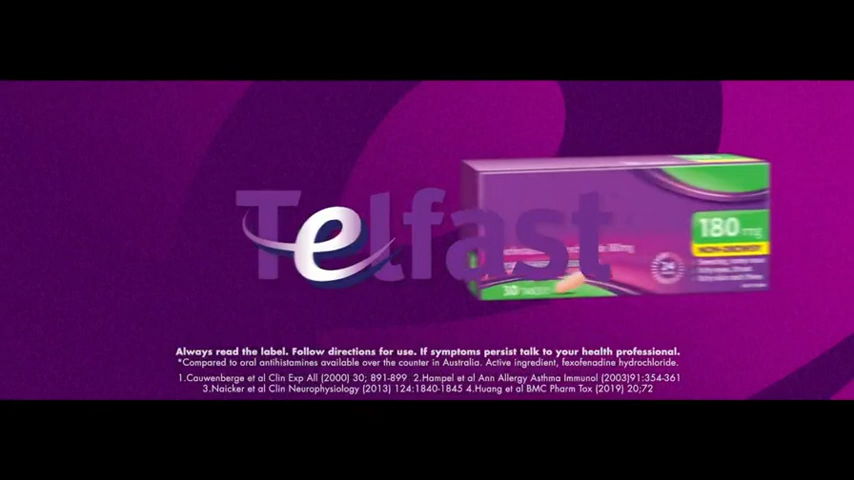 Telfast
180 mg
NON-DROWSY
24
30 TABLETS
Always read the label. Follow directions for use. If symptoms persist talk to your health professional.
*Compared to oral antihistamines available over the counter in Australia. Active ingredient, fexofenadine hydrochloride.
1.Cauwenberge et al Clin Exp All (2000) 30; 891-899 2.Hampel et al Ann Allergy Asthma Immunol (2003)91:354-361
3.Naicker et al Clin Neurophysiology (2013) 124:1840-1845 4.Huang et al BMC Pharm Tox (2019) 20;72